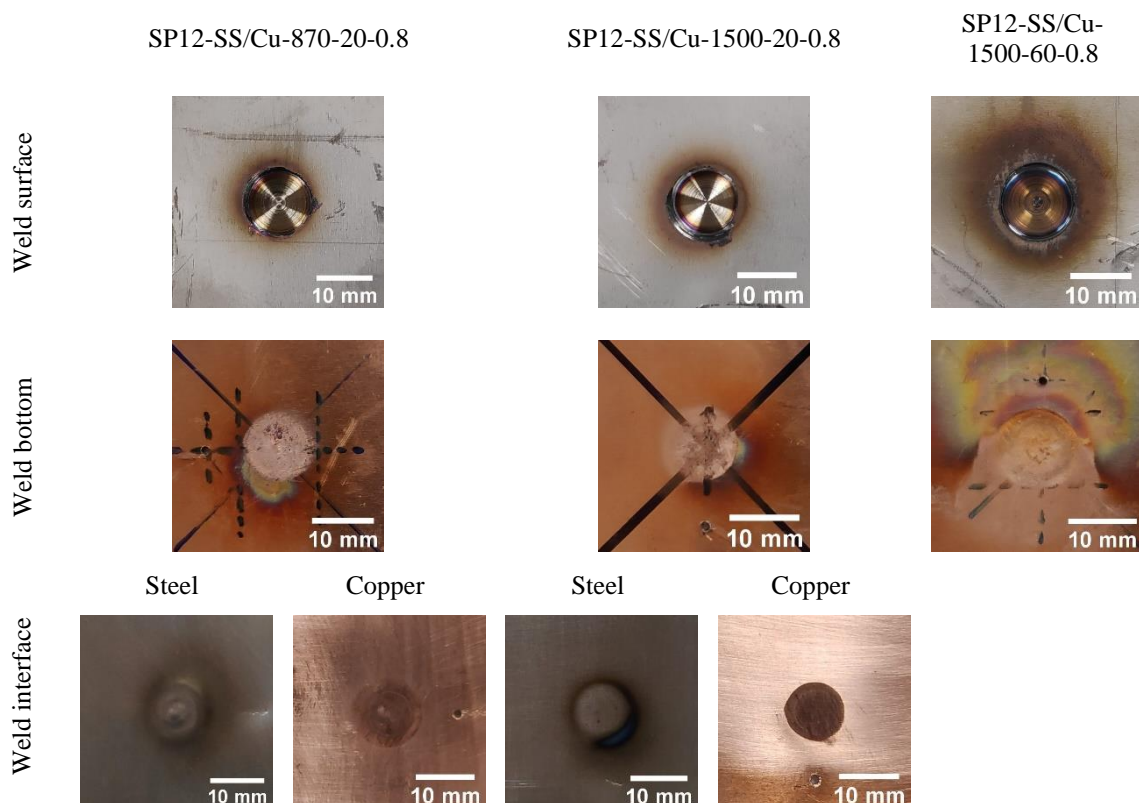 SP12-SS/Cu-870-20-0.8
SP12-SS/Cu-1500-20-0.8
SP12-SS/Cu-
1500-60-0.8
Weld surface
10 mm
10 mm
10 mm
Weld bottom
10 mm
10 mm
10 mm
Steel
Copper
Steel
Copper
Weld interface
10 mm
10 mm
10 mm
10 mm